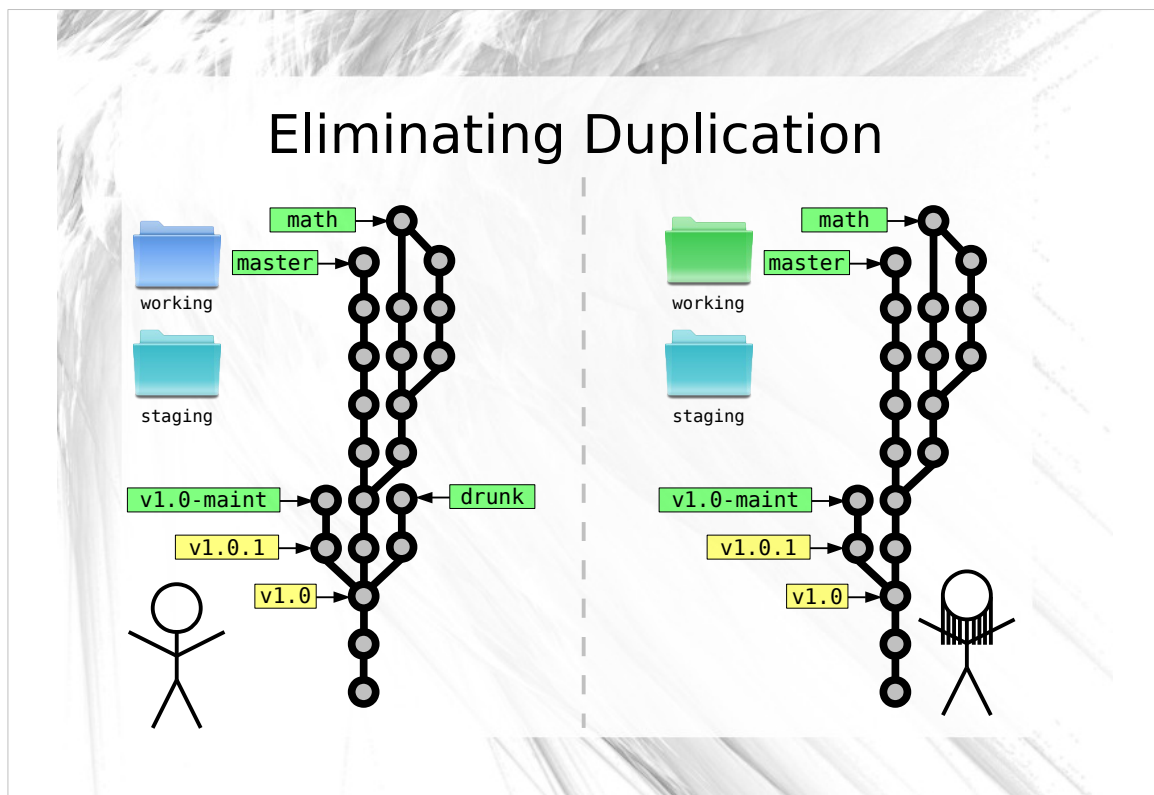 Eliminating Duplication
math
master
working
staging
v1.0-maint
drunk
v1.0.1
v1.0
math
master
working
staging
v1.0-maint
v1.0.1
v1.0